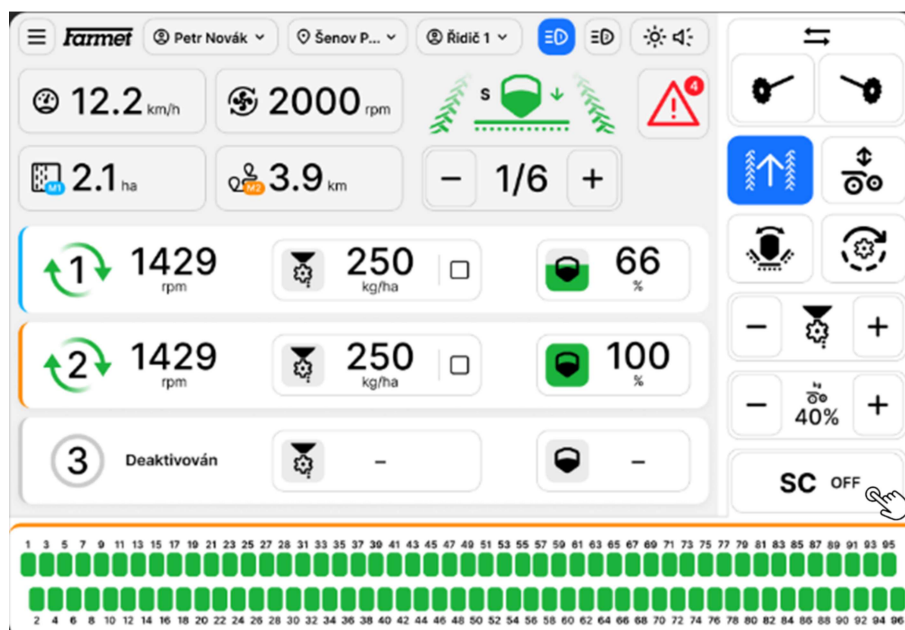 Farmet Petr Novák Šenov P... Řidič 1
12.2 km/h 2000 rpm S 4
M1 2.1 ha M2 3.9 km − 1/6 +
1 1429 rpm 250 kg/ha 66 %
2 1429 rpm 250 kg/ha 100 %
3 Deaktivován – –
− +
− kg 40% +
SC OFF
1 3 5 7 9 11 13 15 17 19 21 23 25 27 28 31 33 35 37 39 41 43 45 47 49 51 53 55 57 59 61 63 65 67 69 71 73 75 77 79 81 83 85 87 89 91 93 95
2 4 6 8 10 12 14 16 18 20 22 24 26 28 30 32 34 36 38 40 42 44 46 48 50 52 54 56 58 60 62 64 66 68 70 72 74 76 78 80 82 84 86 88 90 92 94 96